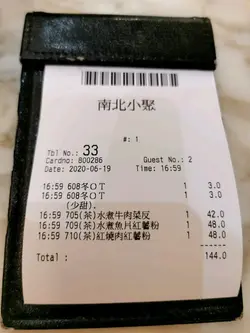 南北小聚
#: 1
Tbl No.: 33
Cardno: 800286 Guest No.: 2
Date: 2020-06-19 Time: 16:59
16:59 608冬OT 1 3.0
16:59 608冬OT 1 3.0
(少甜)。
16:59 705(茶)水煮牛肉菜反 1 42.0
16:59 709(茶)水煮魚片紅薯粉 1 48.0
16:59 710(茶)紅燒肉紅薯粉 1 48.0
------
Total : 144.0